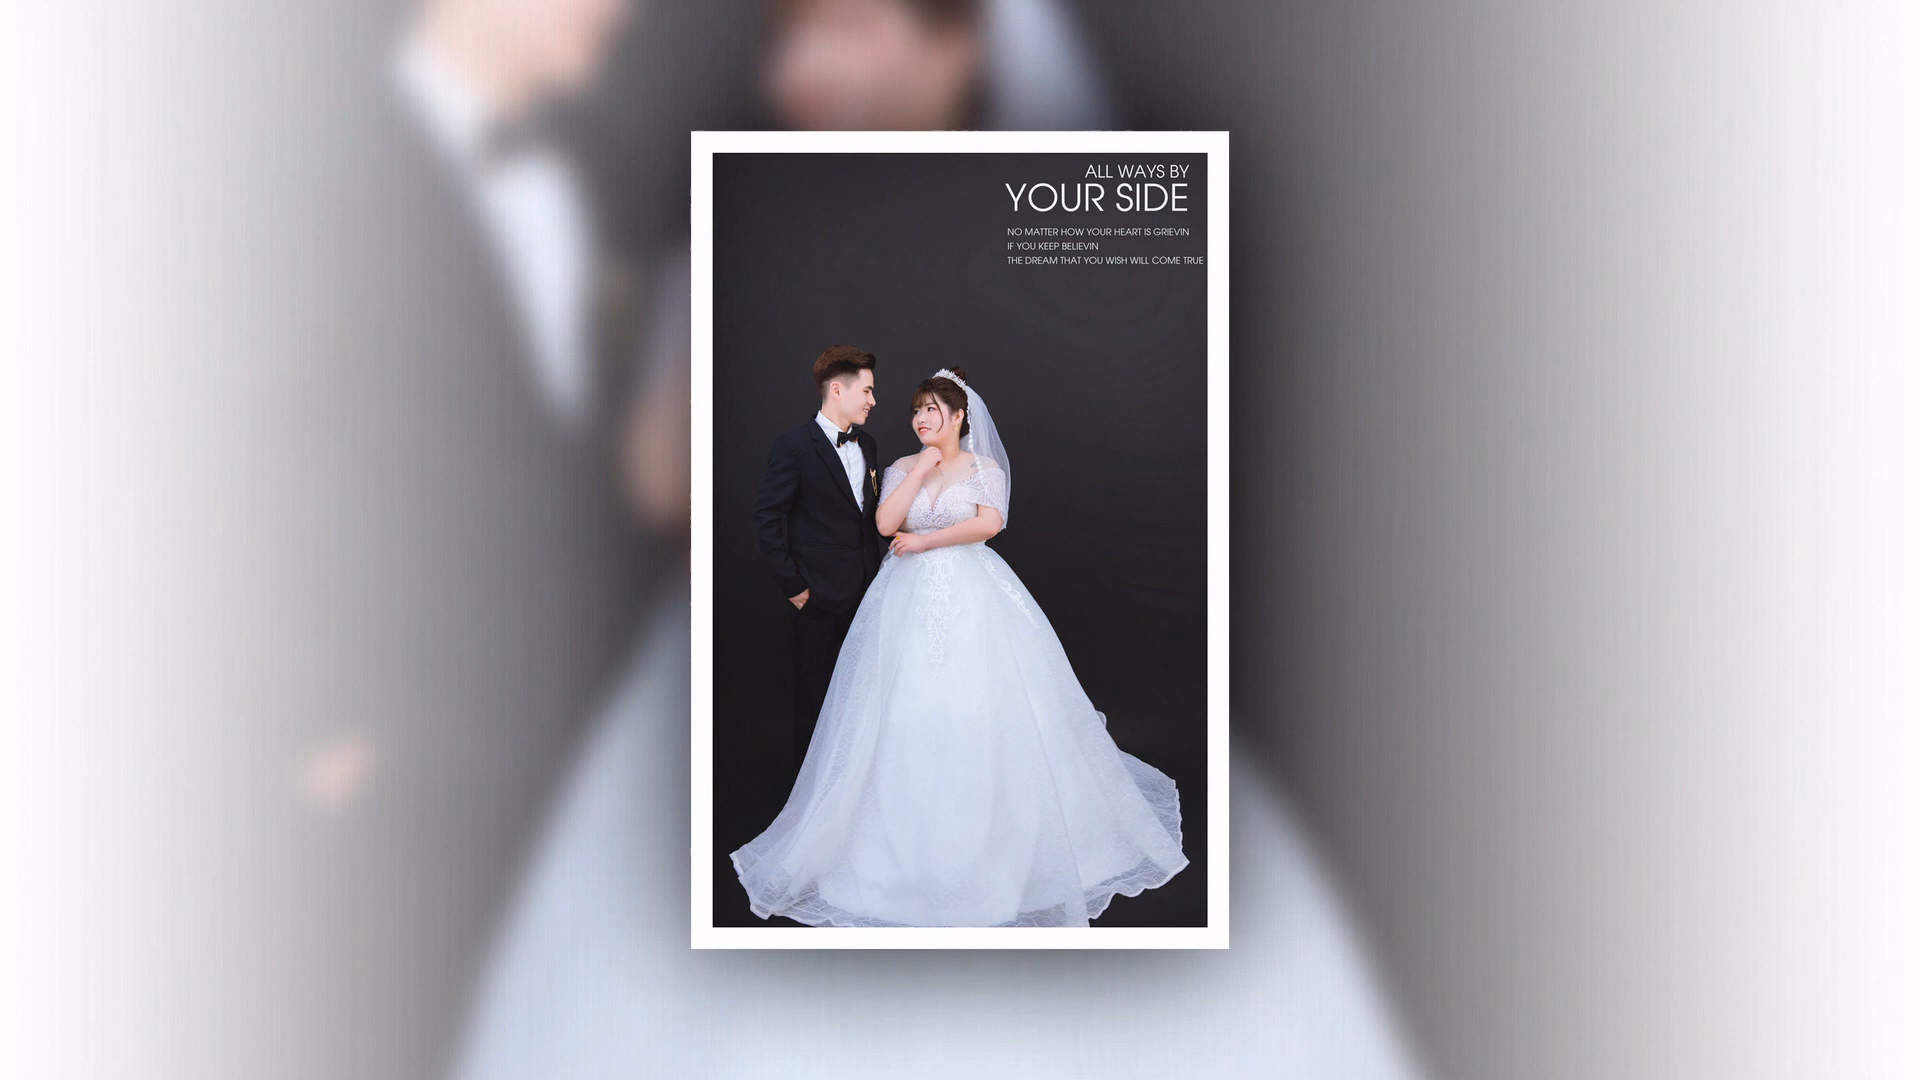 ALL WAYS BY
YOUR SIDE
NO MATTER HOW YOUR HEART IS GRIEVIN
IF YOU KEEP BELIEVIN
THE DREAM THAT YOU WISH WILL COME TRUE